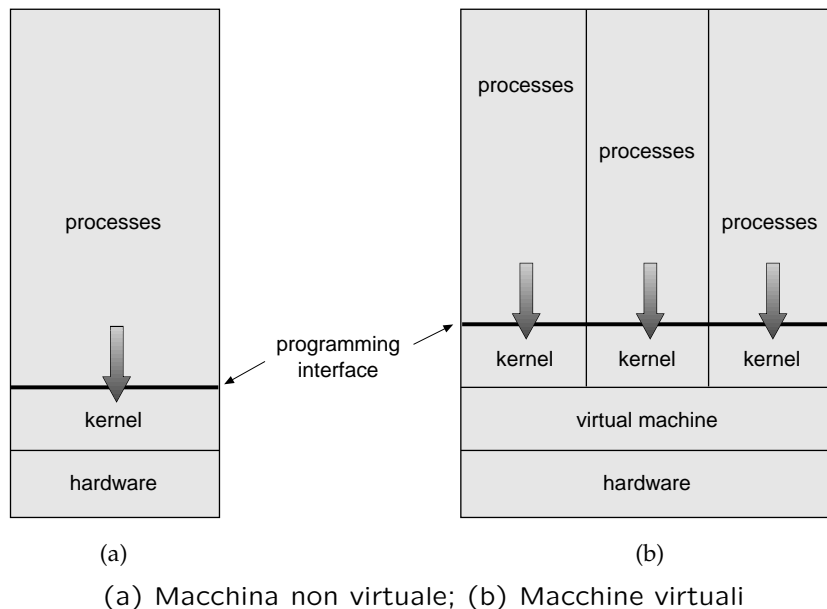 processes
kernel
hardware
(a)
programming
interface
processes
processes
processes
kernel
kernel
kernel
virtual machine
hardware
(b)
(a) Macchina non virtuale; (b) Macchine virtuali